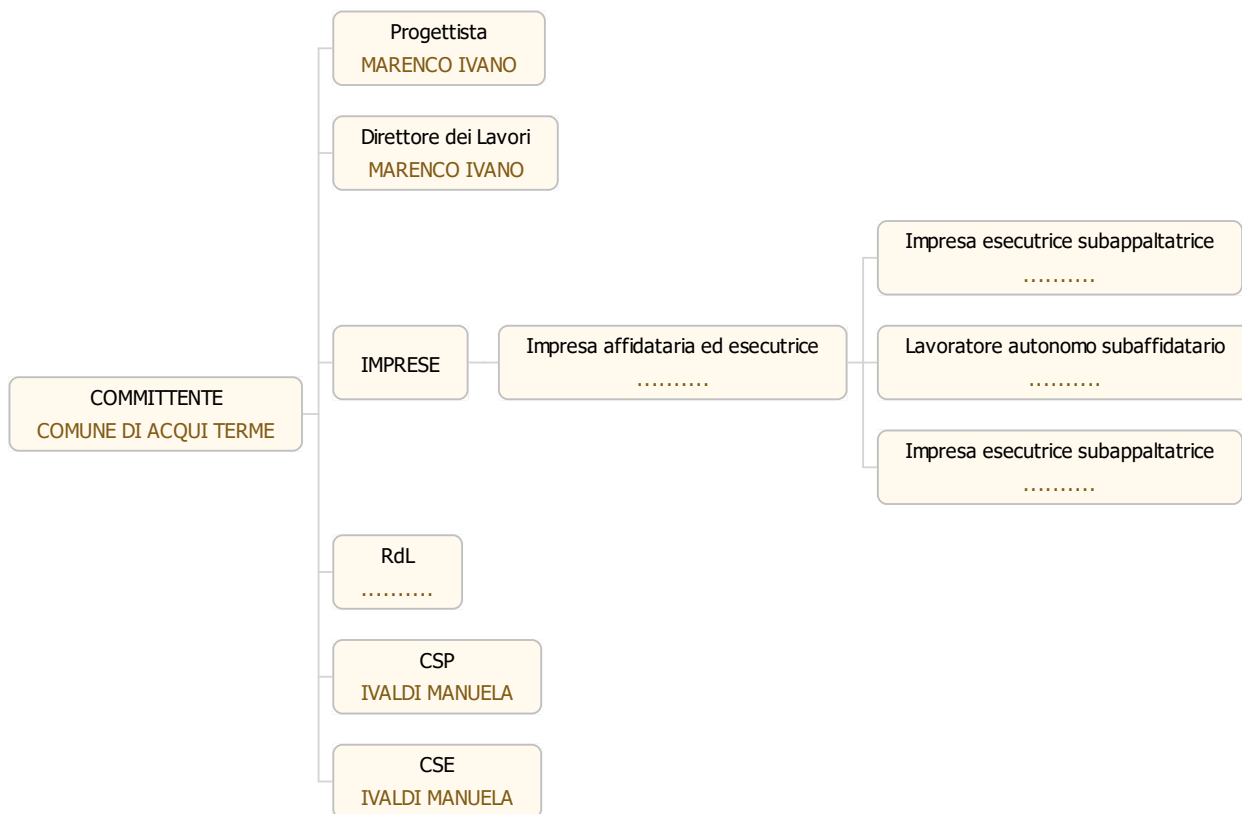 Progettista
MARENCO IVANO
Direttore dei Lavori
MARENCO IVANO
Impresa esecutrice subappaltatrice
..........
IMPRESE
Impresa affidataria ed esecutrice
..........
Lavoratore autonomo subaffidatario
..........
COMMITTENTE
COMUNE DI ACQUI TERME
Impresa esecutrice subappaltatrice
..........
RdL
..........
CSP
IVALDI MANUELA
CSE
IVALDI MANUELA